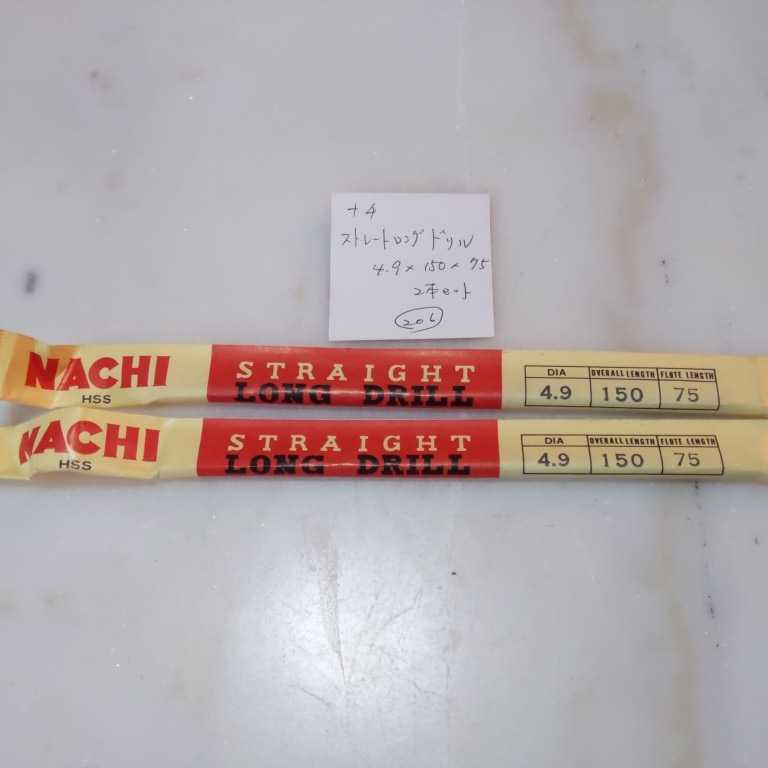 ナチ
ストレートロングドリル
4.9×150×75
2本セット
206
NACHI
HSS
STRAIGHT
LONG DRILL
DIA OVERALL LENGTH FLUTE LENGTH
4.9 150 75
NACHI
HSS
STRAIGHT
LONG DRILL
DIA OVERALL LENGTH FLUTE LENGTH
4.9 150 75